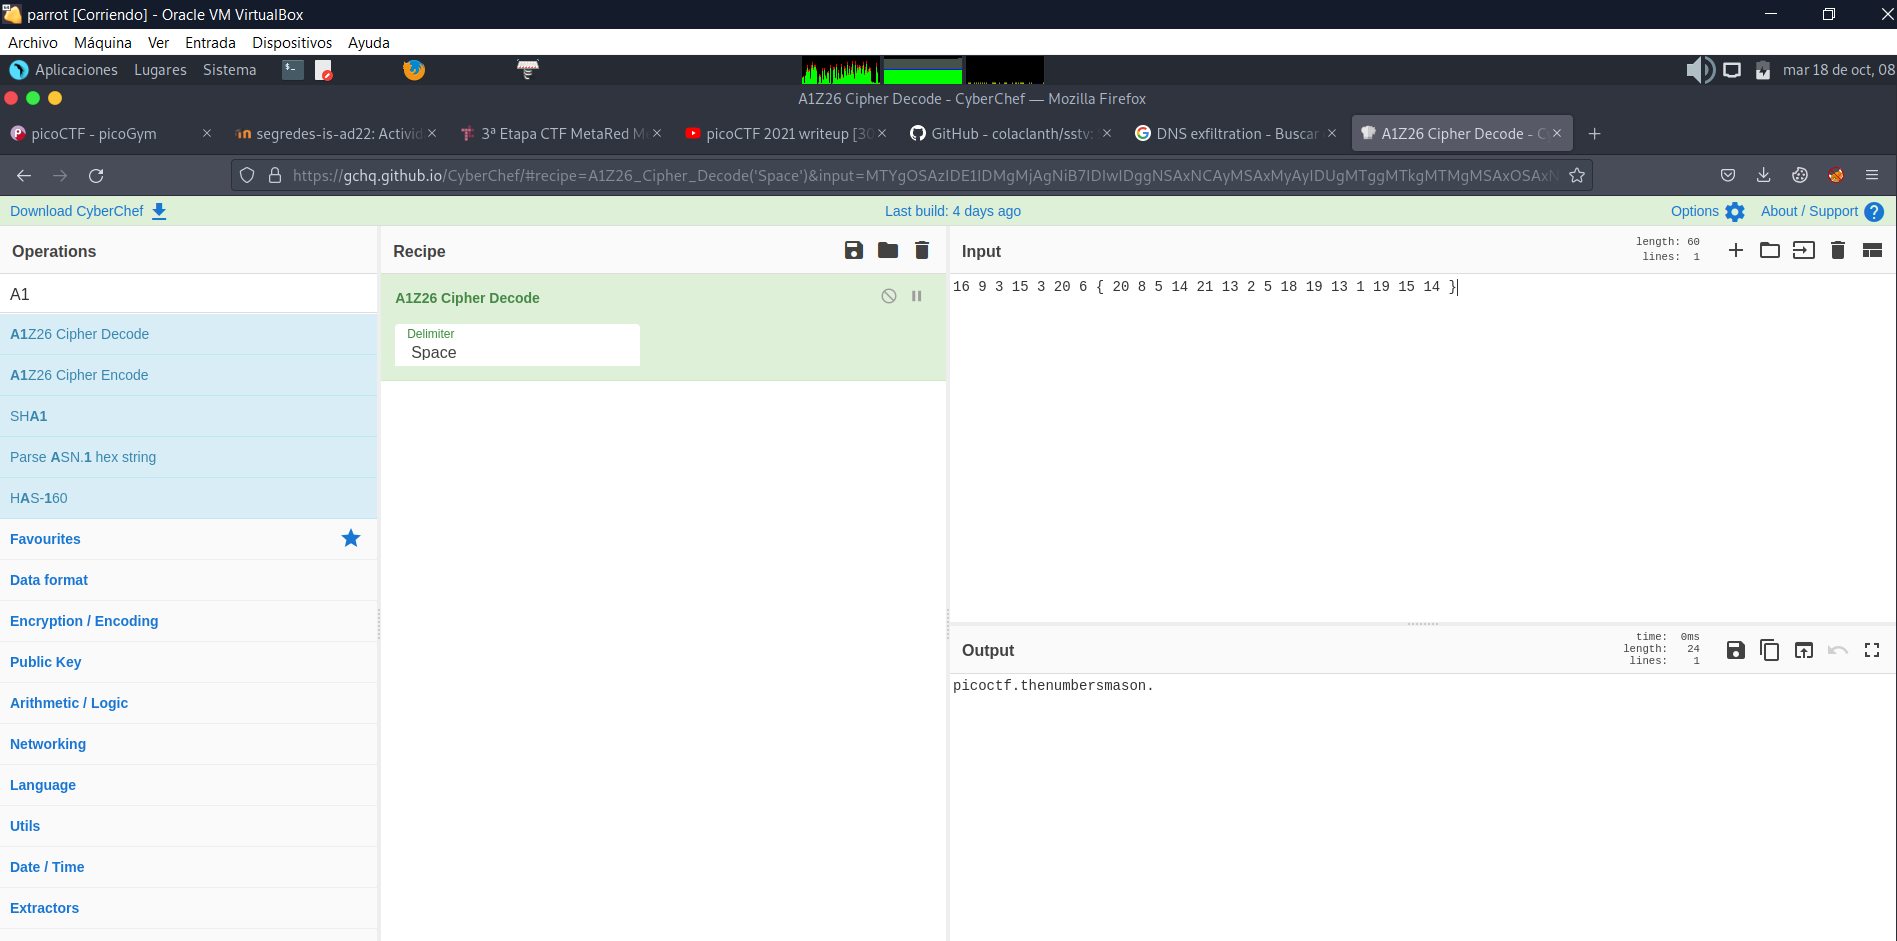 parrot [Corriendo] - Oracle VM VirtualBox
Archivo Máquina Ver Entrada Dispositivos Ayuda
Aplicaciones Lugares Sistema mar 18 de oct, 08
A1Z26 Cipher Decode - CyberChef — Mozilla Firefox
picoCTF - picoGym segredes-is-ad22: Activid 3ª Etapa CTF MetaRed M picoCTF 2021 writeup [30 GitHub - colaclanth/sstv: DNS exfiltration - Buscar A1Z26 Cipher Decode - C
https://gchq.github.io/CyberChef/#recipe=A1Z26_Cipher_Decode('Space')&input=MTYgOSAzIDE1IDMgMjAgNiB7IDIwIDggNSAxNCAyMSAxMyAyIDUgMTggMTkgMTMgMSAxOSAxN
Download CyberChef Last build: 4 days ago Options About / Support
Operations
A1
A1Z26 Cipher Decode
A1Z26 Cipher Encode
SHA1
Parse ASN.1 hex string
HAS-160
Favourites
Data format
Encryption / Encoding
Public Key
Arithmetic / Logic
Networking
Language
Utils
Date / Time
Extractors
Recipe
A1Z26 Cipher Decode
Delimiter
Space
Input
length: 60
lines: 1
16 9 3 15 3 20 6 { 20 8 5 14 21 13 2 5 18 19 13 1 19 15 14 }
Output
time: 0ms
length: 24
lines: 1
picoctf.thenumbersmason.